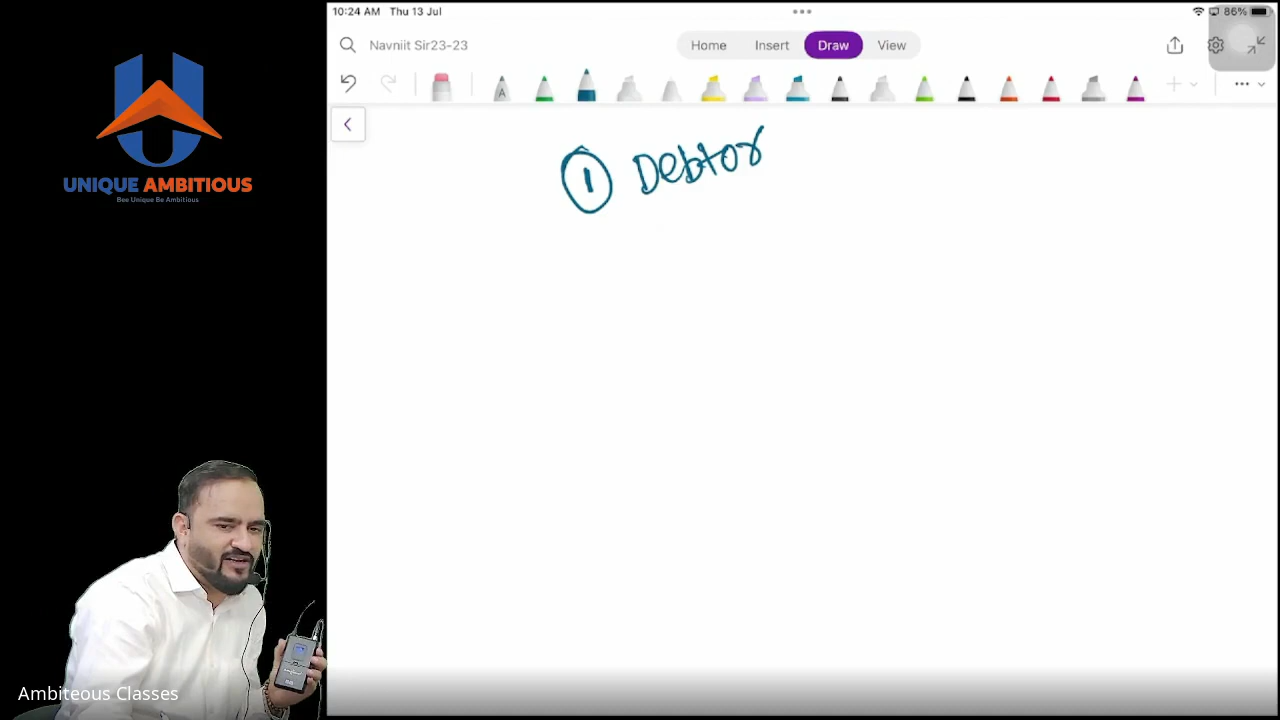 10:24 AM Thu 13 Jul
86%
Navniit Sir23-23
Home Insert Draw View
A
① Debtor
UNIQUE AMBITIOUS
Bee Unique Be Ambitious
Ambiteous Classes